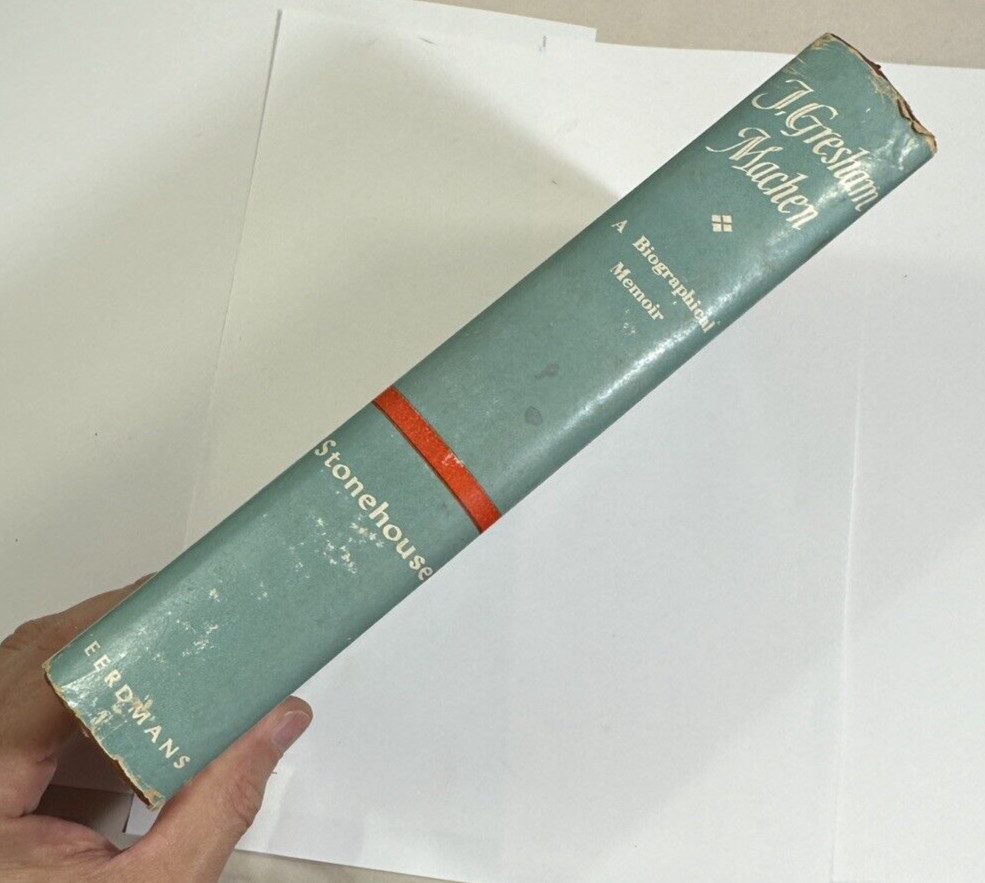 J. Gresham
Machen
A Biographical
Memoir
Stonehouse
EERDMANS